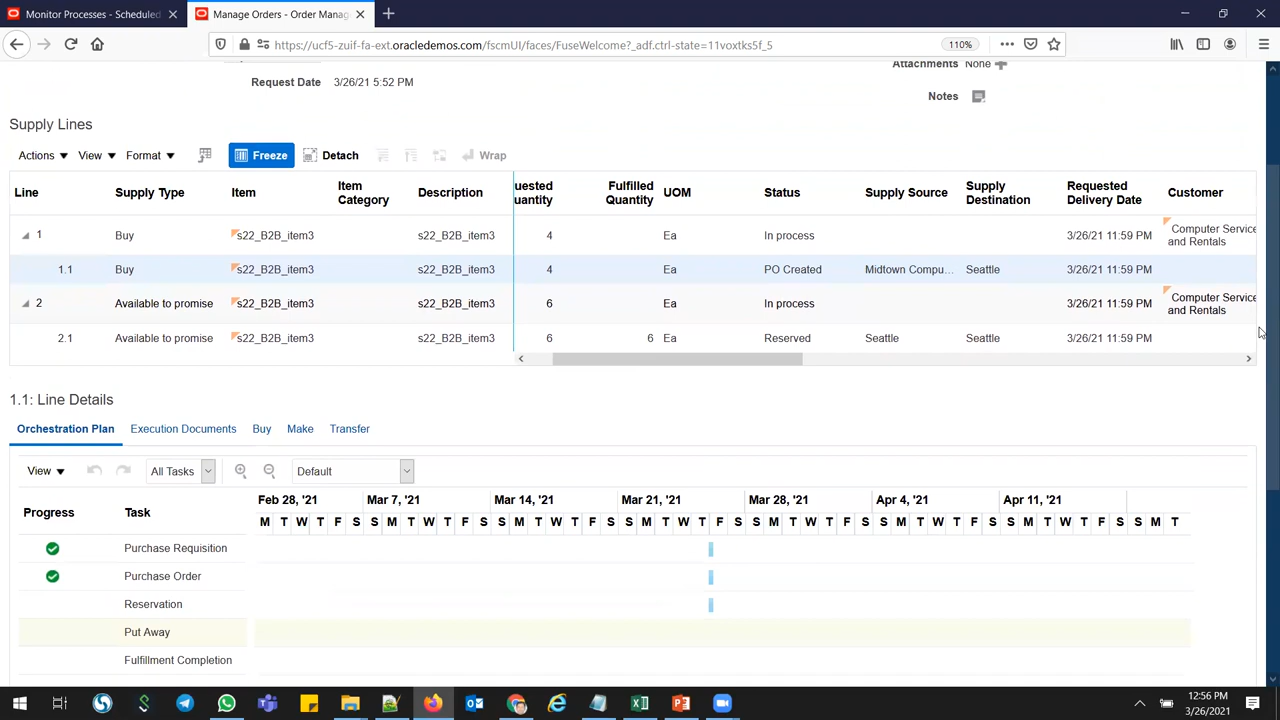 Monitor Processes - Scheduled
Manage Orders - Order Manag
https://ucf5-zuif-fa-ext.oracledemos.com/fscmUI/faces/FuseWelcome?_adf.ctrl-state=11voxtks5f_5
110%
Attachments None
Request Date 3/26/21 5:52 PM
Notes
Supply Lines
Actions View Format Freeze Detach Wrap
Line Supply Type Item Item Category Description uested uantity Fulfilled Quantity UOM Status Supply Source Supply Destination Requested Delivery Date Customer
1 Buy s22_B2B_item3 s22_B2B_item3 4 Ea In process 3/26/21 11:59 PM Computer Service and Rentals
1.1 Buy s22_B2B_item3 s22_B2B_item3 4 Ea PO Created Midtown Compu... Seattle 3/26/21 11:59 PM
2 Available to promise s22_B2B_item3 s22_B2B_item3 6 Ea In process 3/26/21 11:59 PM Computer Service and Rentals
2.1 Available to promise s22_B2B_item3 s22_B2B_item3 6 6 Ea Reserved Seattle Seattle 3/26/21 11:59 PM
1.1: Line Details
Orchestration Plan Execution Documents Buy Make Transfer
View All Tasks Default
Feb 28, '21 Mar 7, '21 Mar 14, '21 Mar 21, '21 Mar 28, '21 Apr 4, '21 Apr 11, '21
Progress Task
M T W T F S S M T W T F S S M T W T F S S M T W T F S S M T W T F S S M T W T F S S M T W T F S S M T
Purchase Requisition
Purchase Order
Reservation
Put Away
Fulfillment Completion
12:56 PM
3/26/2021